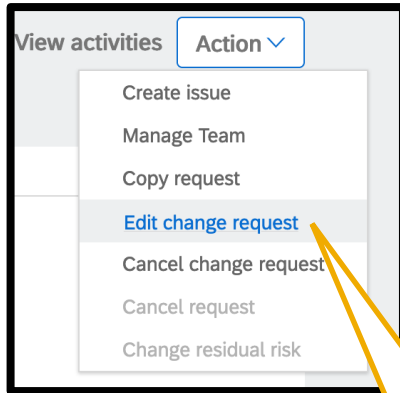 View activities Action
Create issue
Manage Team
Copy request
Edit change request
Cancel change request
Cancel request
Change residual risk